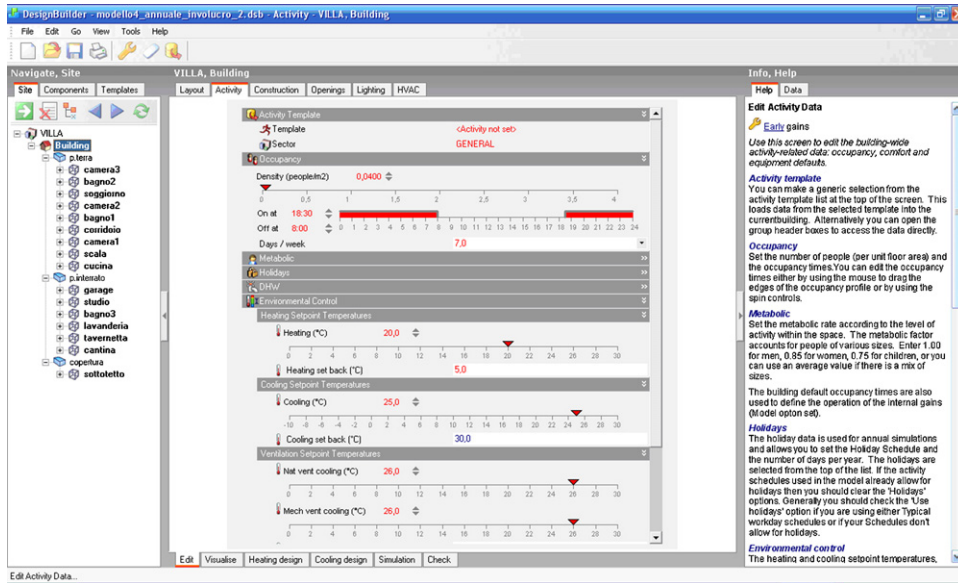 DesignBuilder - modello4_annuale_involucro_2.dsb - Activity - VILLA, Building
File Edit Go View Tools Help
Navigate, Site
Site Components Templates
VILLA
Building
p.terra
camera3
bagno2
soggiorno
camera2
bagno1
corridoio
camera1
scala
cucina
p.interrato
garage
studio
bagno3
lavanderia
tavernetta
cantina
copertura
sottotetto
VILLA, Building
Layout Activity Construction Openings Lighting HVAC
Activity Template
Template <Activity not set>
Sector GENERAL
Occupancy
Density (people/m2) 0,0400
0 0,5 1 1,5 2 2,5 3 3,5 4
On at 18:30
Off at 8:00 0 1 2 3 4 5 6 7 8 9 10 11 12 13 14 15 16 17 18 19 20 21 22 23 24
Days / week 7,0
Metabolic
Holidays
DHW
Environmental Control
Heating Setpoint Temperatures
Heating (°C) 20,0
0 2 4 6 8 10 12 14 16 18 20 22 24 26 28 30
Heating set back (°C) 5,0
Cooling Setpoint Temperatures
Cooling (°C) 25,0
-10 -8 -6 -4 -2 0 2 4 6 8 10 12 14 16 18 20 22 24 26 28 30
Cooling set back (°C) 30,0
Ventilation Setpoint Temperatures
Nat vent cooling (°C) 26,0
0 2 4 6 8 10 12 14 16 18 20 22 24 26 28 30
Mech vent cooling (°C) 26,0
0 2 4 6 8 10 12 14 16 18 20 22 24 26 28 30
Edit Visualise Heating design Cooling design Simulation Check
Info, Help
Help Data
Edit Activity Data
Early gains
Use this screen to edit the building-wide
activity-related data: occupancy, comfort and
equipment defaults.
Activity template
You can make a generic selection from the
activity template list at the top of the screen. This
loads data from the selected template into the
currentbuilding. Alternatively you can open the
group header boxes to access the data directly.
Occupancy
Set the number of people (per unit floor area) and
the occupancy times.You can edit the occupancy
times either by using the mouse to drag the
edges of the occupancy profile or by using the
spin controls.
Metabolic
Set the metabolic rate according to the level of
activity within the space. The metabolic factor
accounts for people of various sizes. Enter 1.00
for men, 0.85 for women, 0.75 for children, or you
can use an average value if there is a mix of
sizes.
The building default occupancy times are also
used to define the operation of the internal gains
(Model opton set).
Holidays
The holiday data is used for annual simulations
and allows you to set the Holiday Schedule and
the number of days per year. The holidays are
selected from the top of the list. If the activity
schedules used in the model already allow for
holidays then you should clear the 'Holidays'
options. Generally you should check the 'Use
holidays' option if you are using either Typical
workday schedules or if your Schedules don't
allow for holidays.
Environmental control
The heating and cooling setpoint temperatures,
Edit Activity Data...